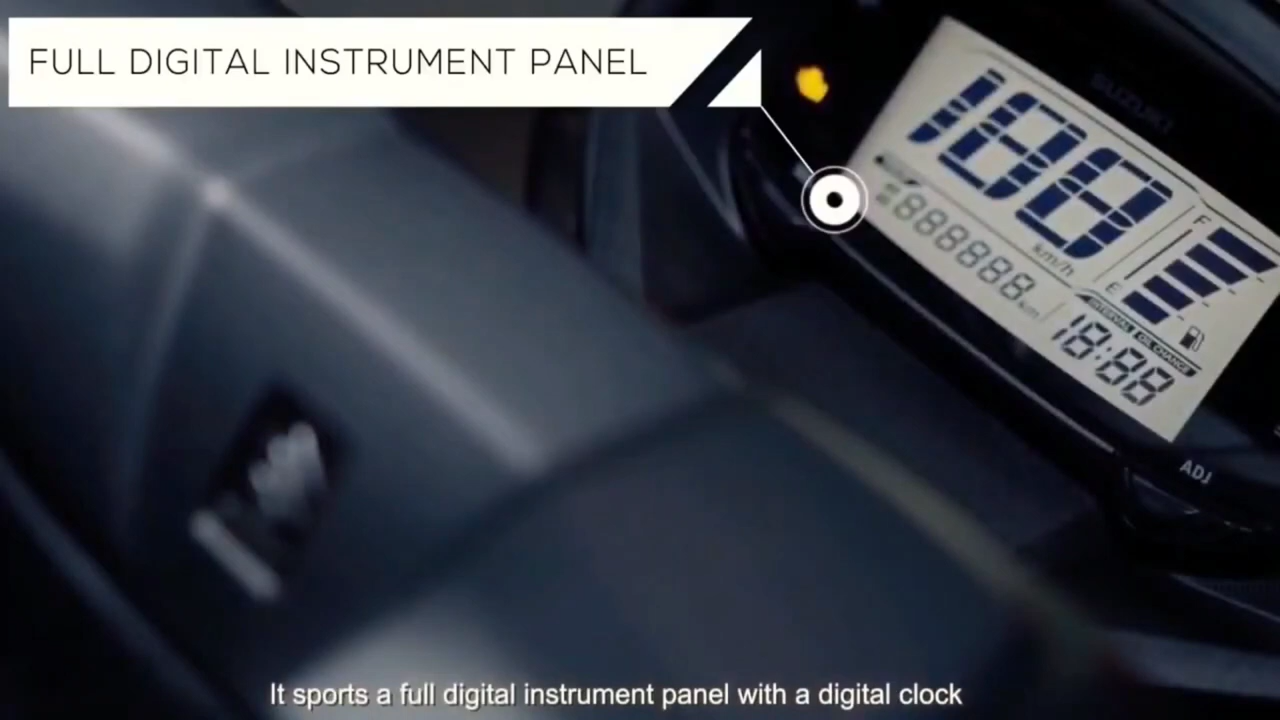 FULL DIGITAL INSTRUMENT PANEL
SUZUKI
188
F
888888 km
km/h
E
INTERVAL OIL CHANGE
18:88
ADJ
It sports a full digital instrument panel with a digital clock